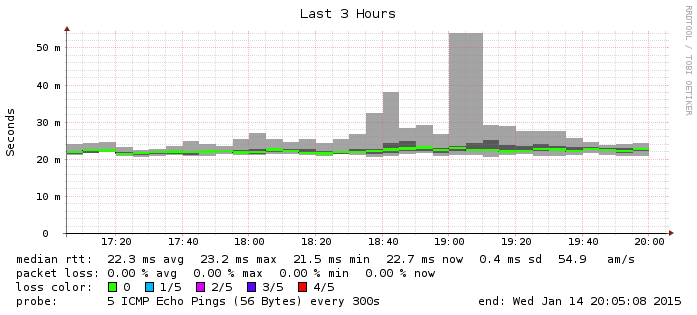 Last 3 Hours
RRDTOOL / TOBI OETIKER
Seconds
50 m
40 m
30 m
20 m
10 m
0
17:20 17:40 18:00 18:20 18:40 19:00 19:20 19:40 20:00
median rtt: 22.3 ms avg 23.2 ms max 21.5 ms min 22.7 ms now 0.4 ms sd 54.9 am/s
packet loss: 0.00 % avg 0.00 % max 0.00 % min 0.00 % now
loss color: 0 1/5 2/5 3/5 4/5
probe: 5 ICMP Echo Pings (56 Bytes) every 300s end: Wed Jan 14 20:05:08 2015